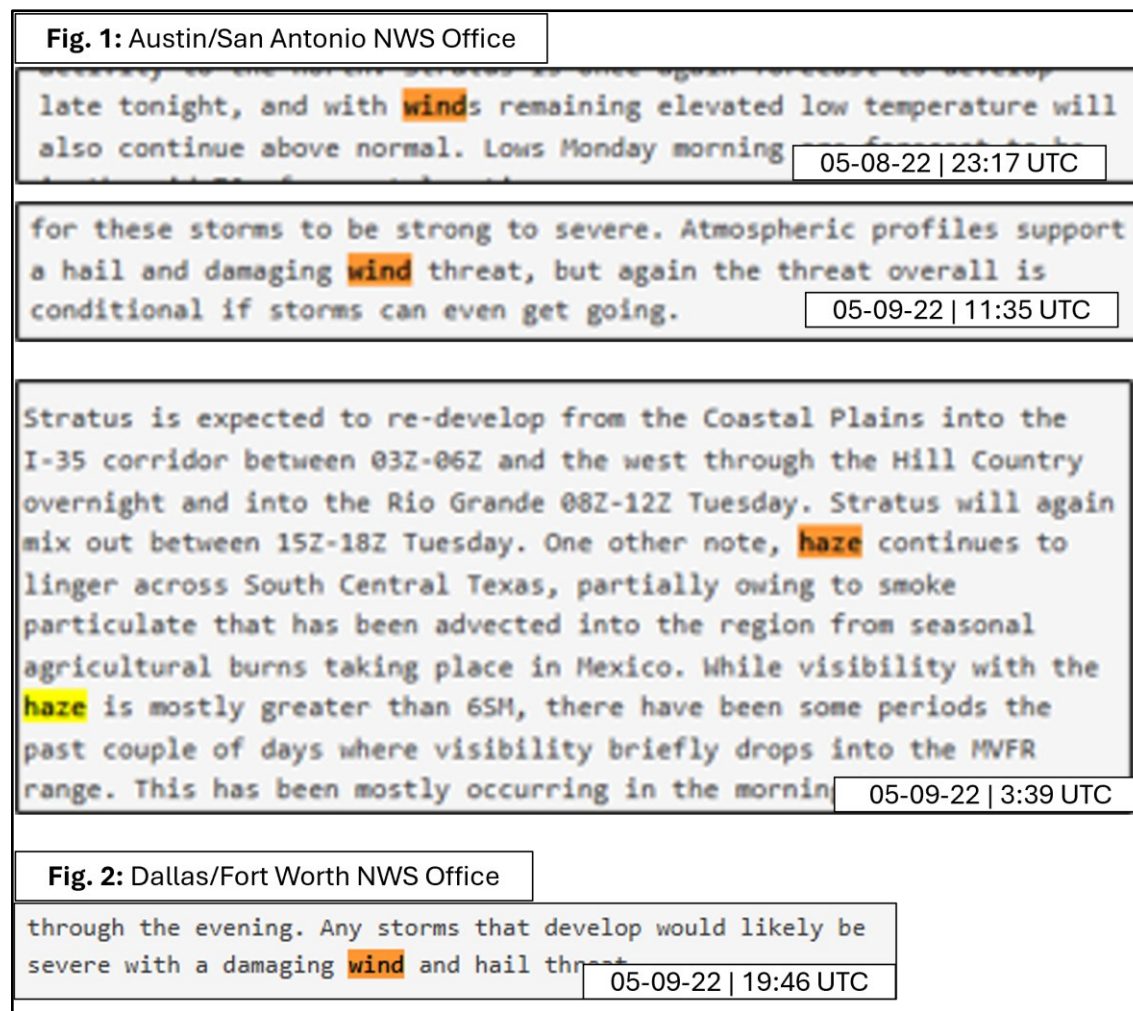 Fig. 1: Austin/San Antonio NWS Office
late tonight, and with winds remaining elevated low temperature will
also continue above normal. Lows Monday morning
05-08-22 | 23:17 UTC
for these storms to be strong to severe. Atmospheric profiles support
a hail and damaging wind threat, but again the threat overall is
conditional if storms can even get going.
05-09-22 | 11:35 UTC
Stratus is expected to re-develop from the Coastal Plains into the
I-35 corridor between 03Z-06Z and the west through the Hill Country
overnight and into the Rio Grande 08Z-12Z Tuesday. Stratus will again
mix out between 15Z-18Z Tuesday. One other note, haze continues to
linger across South Central Texas, partially owing to smoke
particulate that has been advected into the region from seasonal
agricultural burns taking place in Mexico. While visibility with the
haze is mostly greater than 6SM, there have been some periods the
past couple of days where visibility briefly drops into the MVFR
range. This has been mostly occurring in the mornin
05-09-22 | 3:39 UTC
Fig. 2: Dallas/Fort Worth NWS Office
through the evening. Any storms that develop would likely be
severe with a damaging wind and hail
05-09-22 | 19:46 UTC